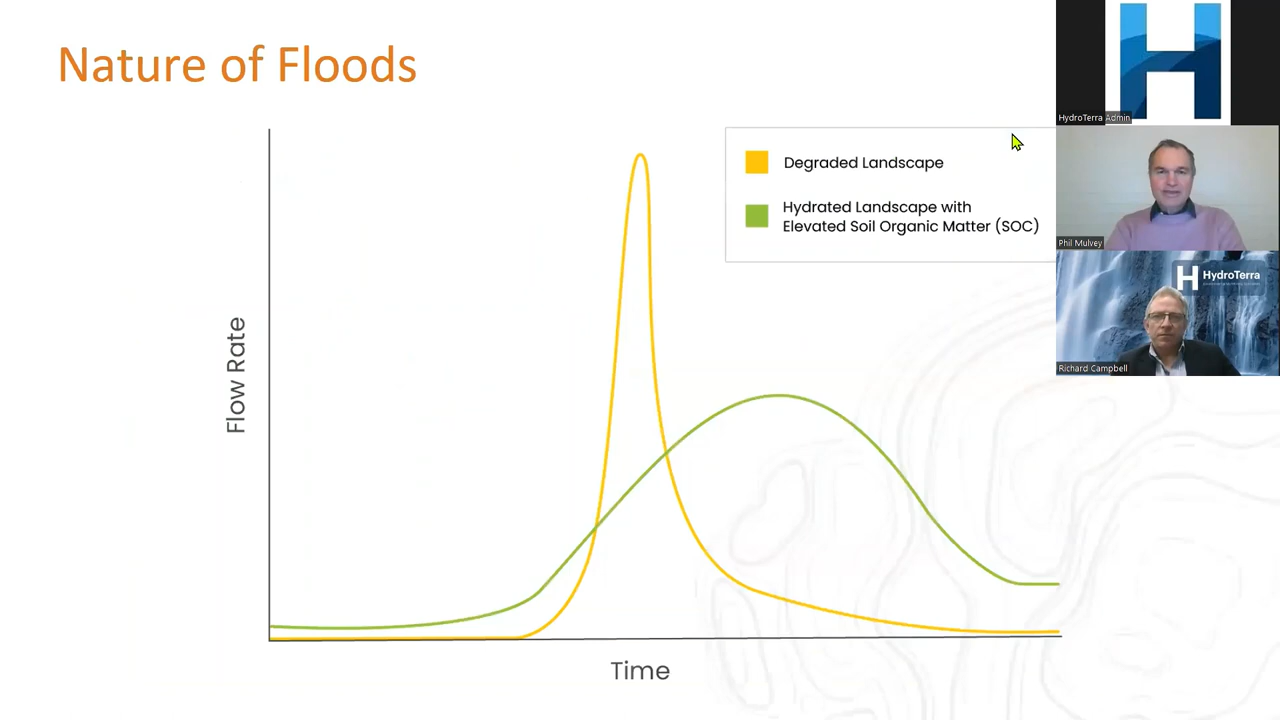 Nature of Floods
Degraded Landscape
Hydrated Landscape with
Elevated Soil Organic Matter (SOC)
Flow Rate
Time
H
HydroTerra Admin
Phil Mulvey
H HydroTerra
Richard Campbell